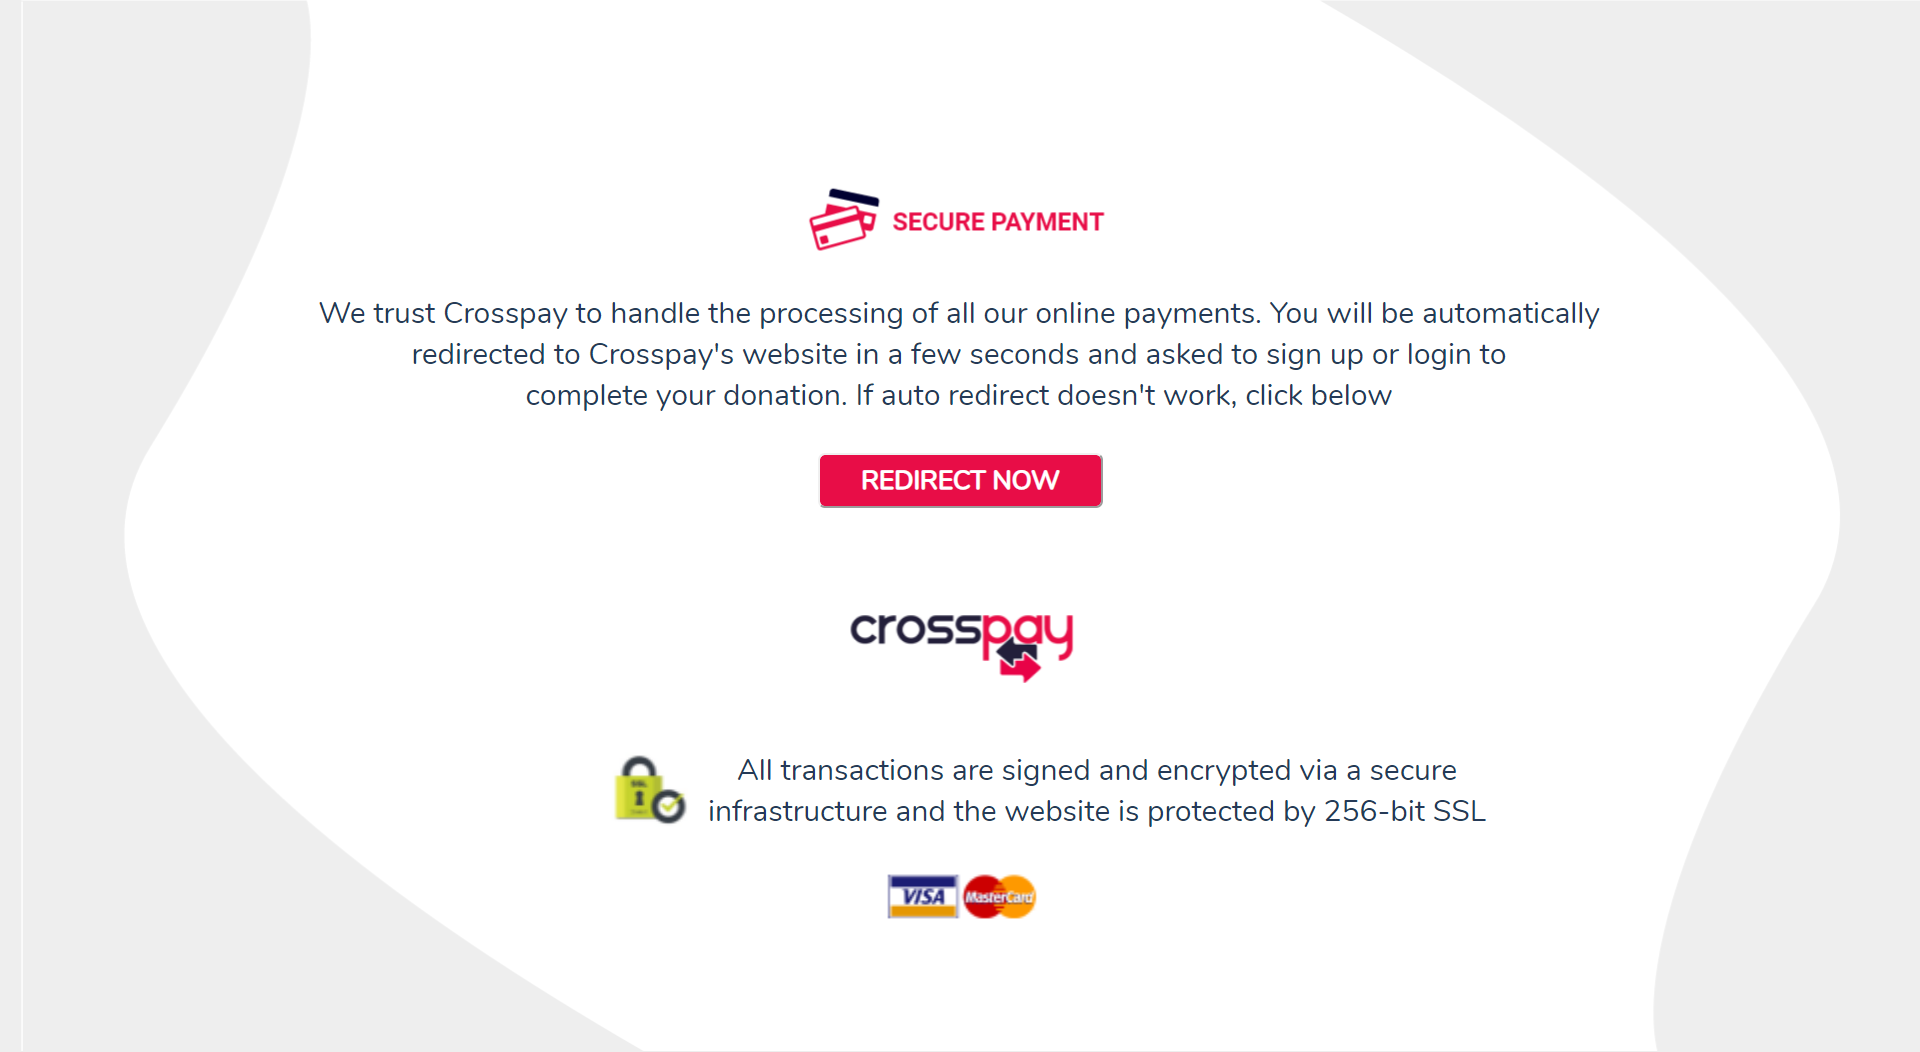 SECURE PAYMENT
We trust Crosspay to handle the processing of all our online payments. You will be automatically
redirected to Crosspay's website in a few seconds and asked to sign up or login to
complete your donation. If auto redirect doesn't work, click below
REDIRECT NOW
crosspay
SSL
All transactions are signed and encrypted via a secure
infrastructure and the website is protected by 256-bit SSL
VISA MasterCard